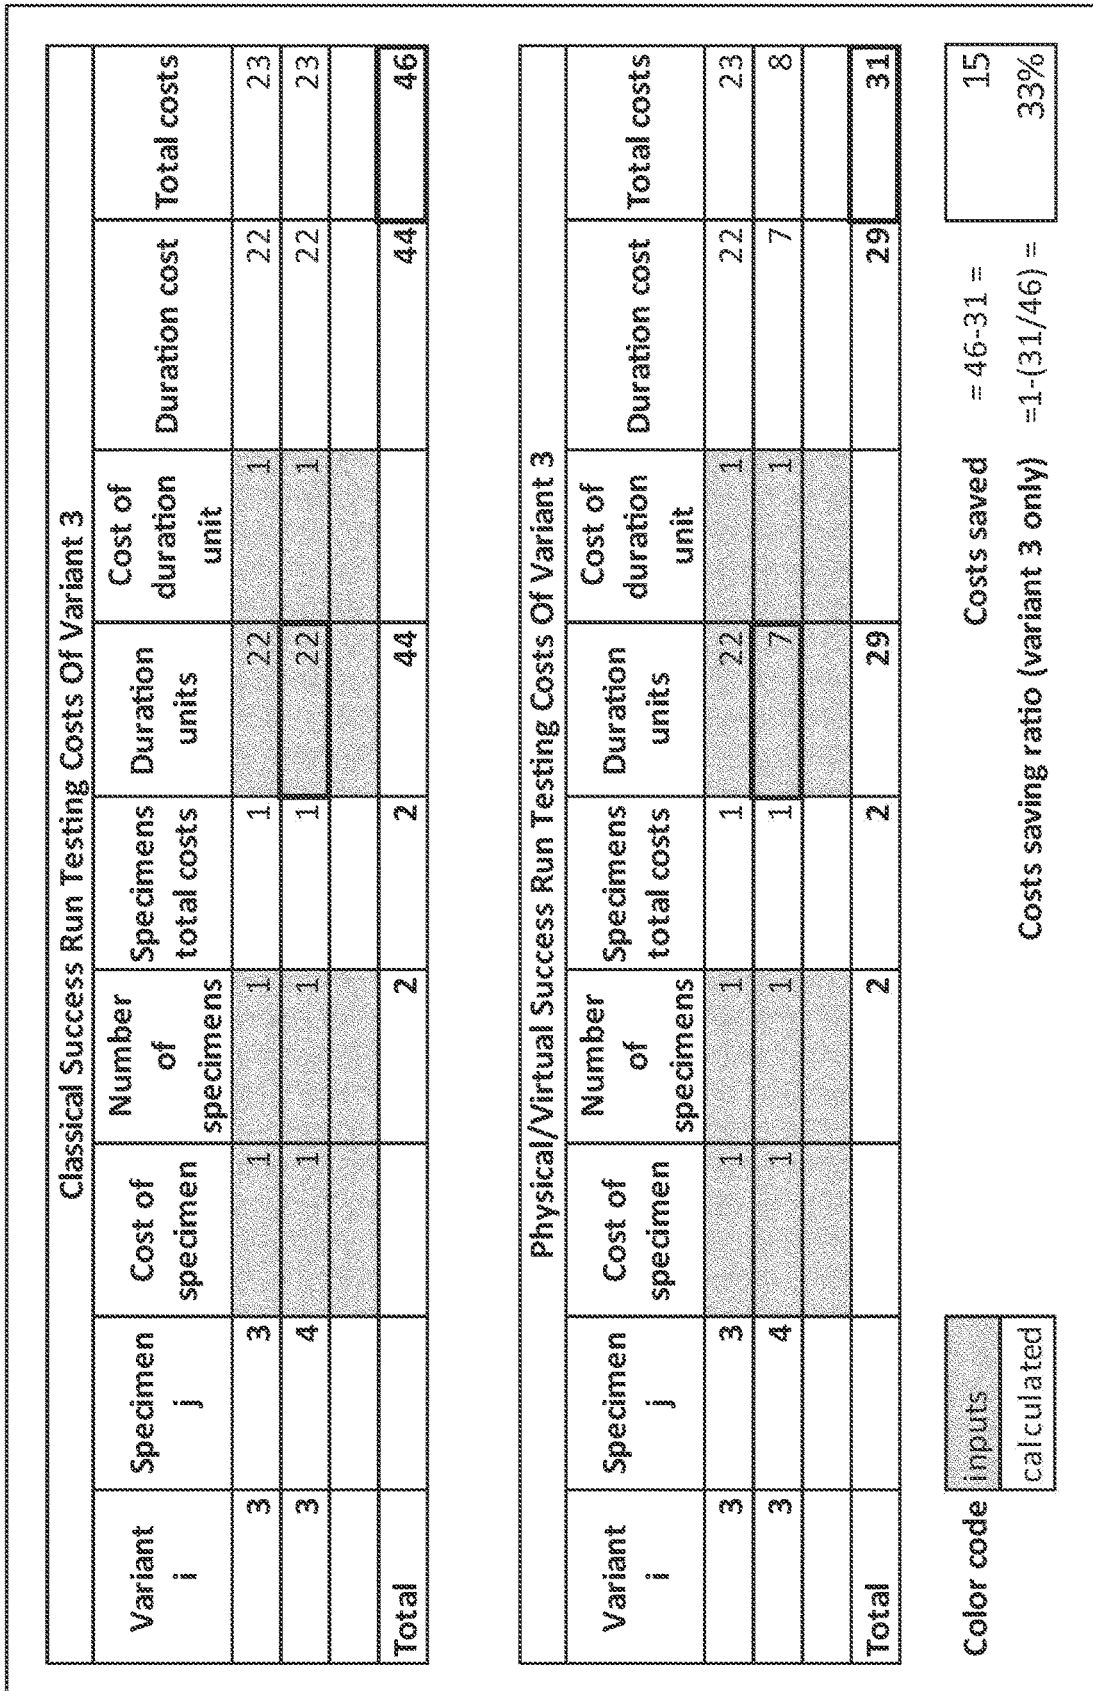 Classical Success Run Testing Costs Of Variant 3
Variant i Specimen j Cost of specimen Number of specimens Specimens total costs Duration units Cost of duration unit Duration cost Total costs
3 3 1 1 1 22 1 22 23
3 4 1 1 1 22 1 22 23
Total 2 2 44 44 46
Physical/Virtual Success Run Testing Costs Of Variant 3
Variant i Specimen j Cost of specimen Number of specimens Specimens total costs Duration units Cost of duration unit Duration cost Total costs
3 3 1 1 1 22 1 22 23
3 4 1 1 1 7 1 7 8
Total 2 2 29 29 31
Color code inputs Costs saved =46-31 = 15
calculated Costs saving ratio (variant 3 only) =1-(31/46) = 33%